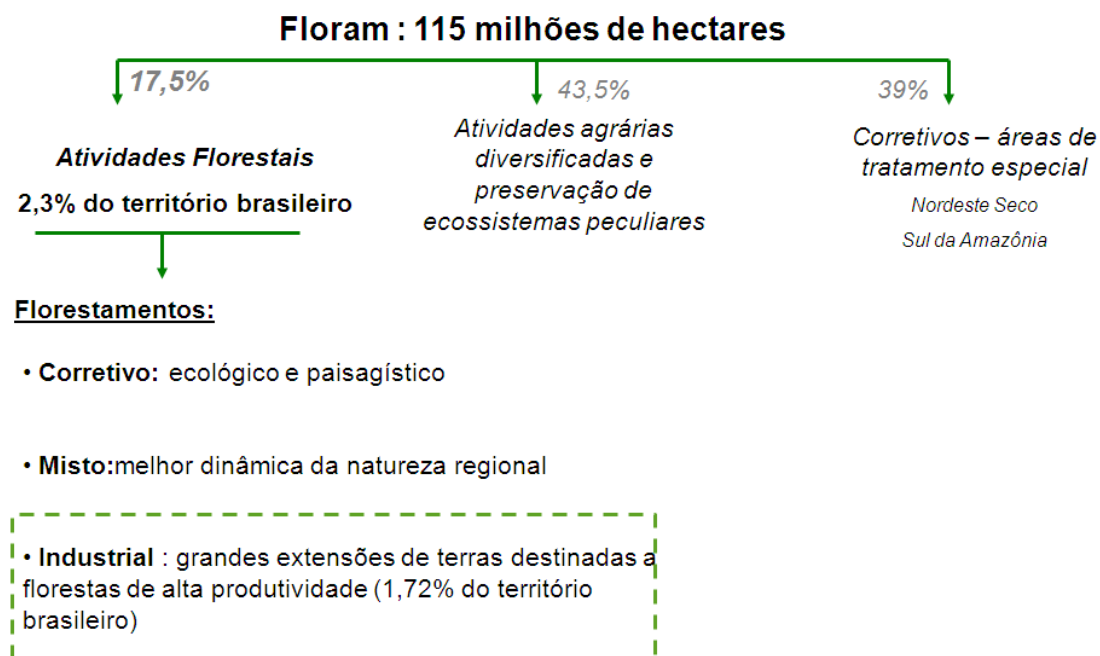 Floram : 115 milhões de hectares
17,5%
Atividades Florestais
2,3% do território brasileiro
43,5%
Atividades agrárias
diversificadas e
preservação de
ecossistemas peculiares
39%
Corretivos – áreas de
tratamento especial
Nordeste Seco
Sul da Amazônia
Florestamentos:
• Corretivo: ecológico e paisagístico
• Misto:melhor dinâmica da natureza regional
• Industrial : grandes extensões de terras destinadas a
florestas de alta produtividade (1,72% do território
brasileiro)